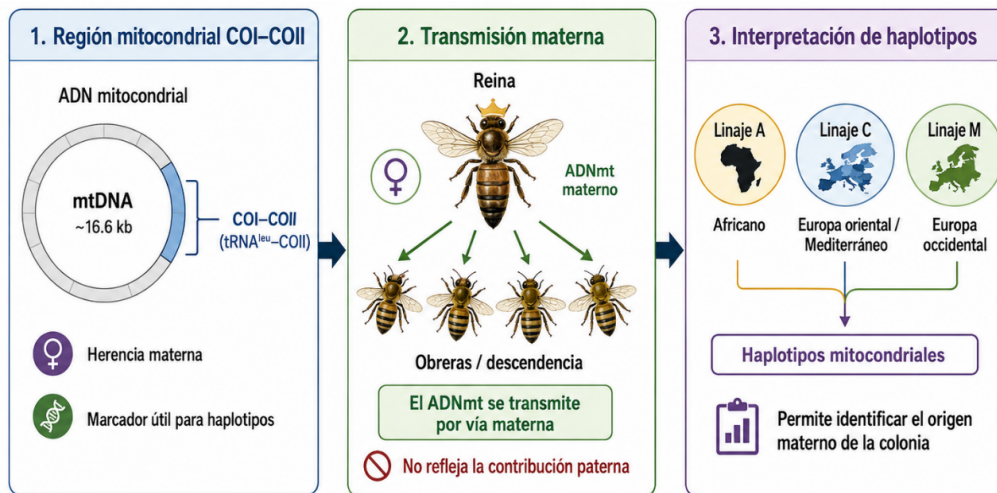 1. Región mitocondrial COI–COII
ADN mitocondrial
mtDNA
~16.6 kb
COI–COII
(tRNAˡᵉᵘ–COII)
Herencia materna
Marcador útil para haplotipos
2. Transmisión materna
Reina
ADNmt
materno
Obreras / descendencia
El ADNmt se transmite
por vía materna
No refleja la contribución paterna
3. Interpretación de haplotipos
Linaje A
Linaje C
Linaje M
Africano
Europa oriental /
Mediterráneo
Europa
occidental
Haplotipos mitocondriales
Permite identificar el origen
materno de la colonia